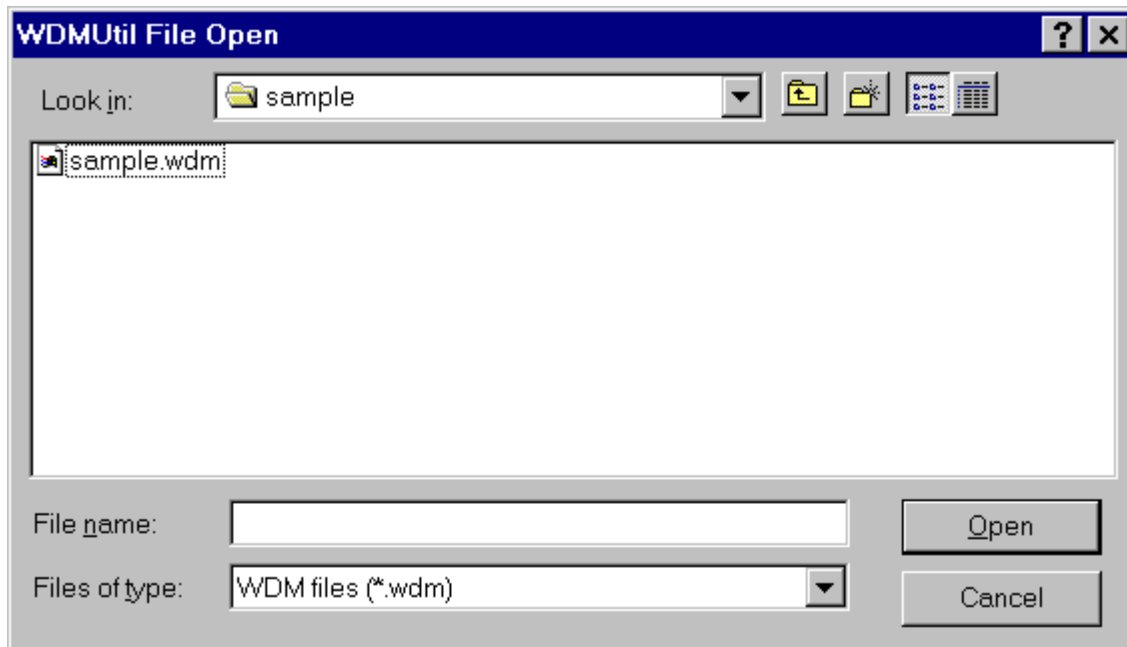 WDMUtil File Open
Look in: sample
sample.wdm
File name:
Open
Files of type: WDM files (*.wdm)
Cancel